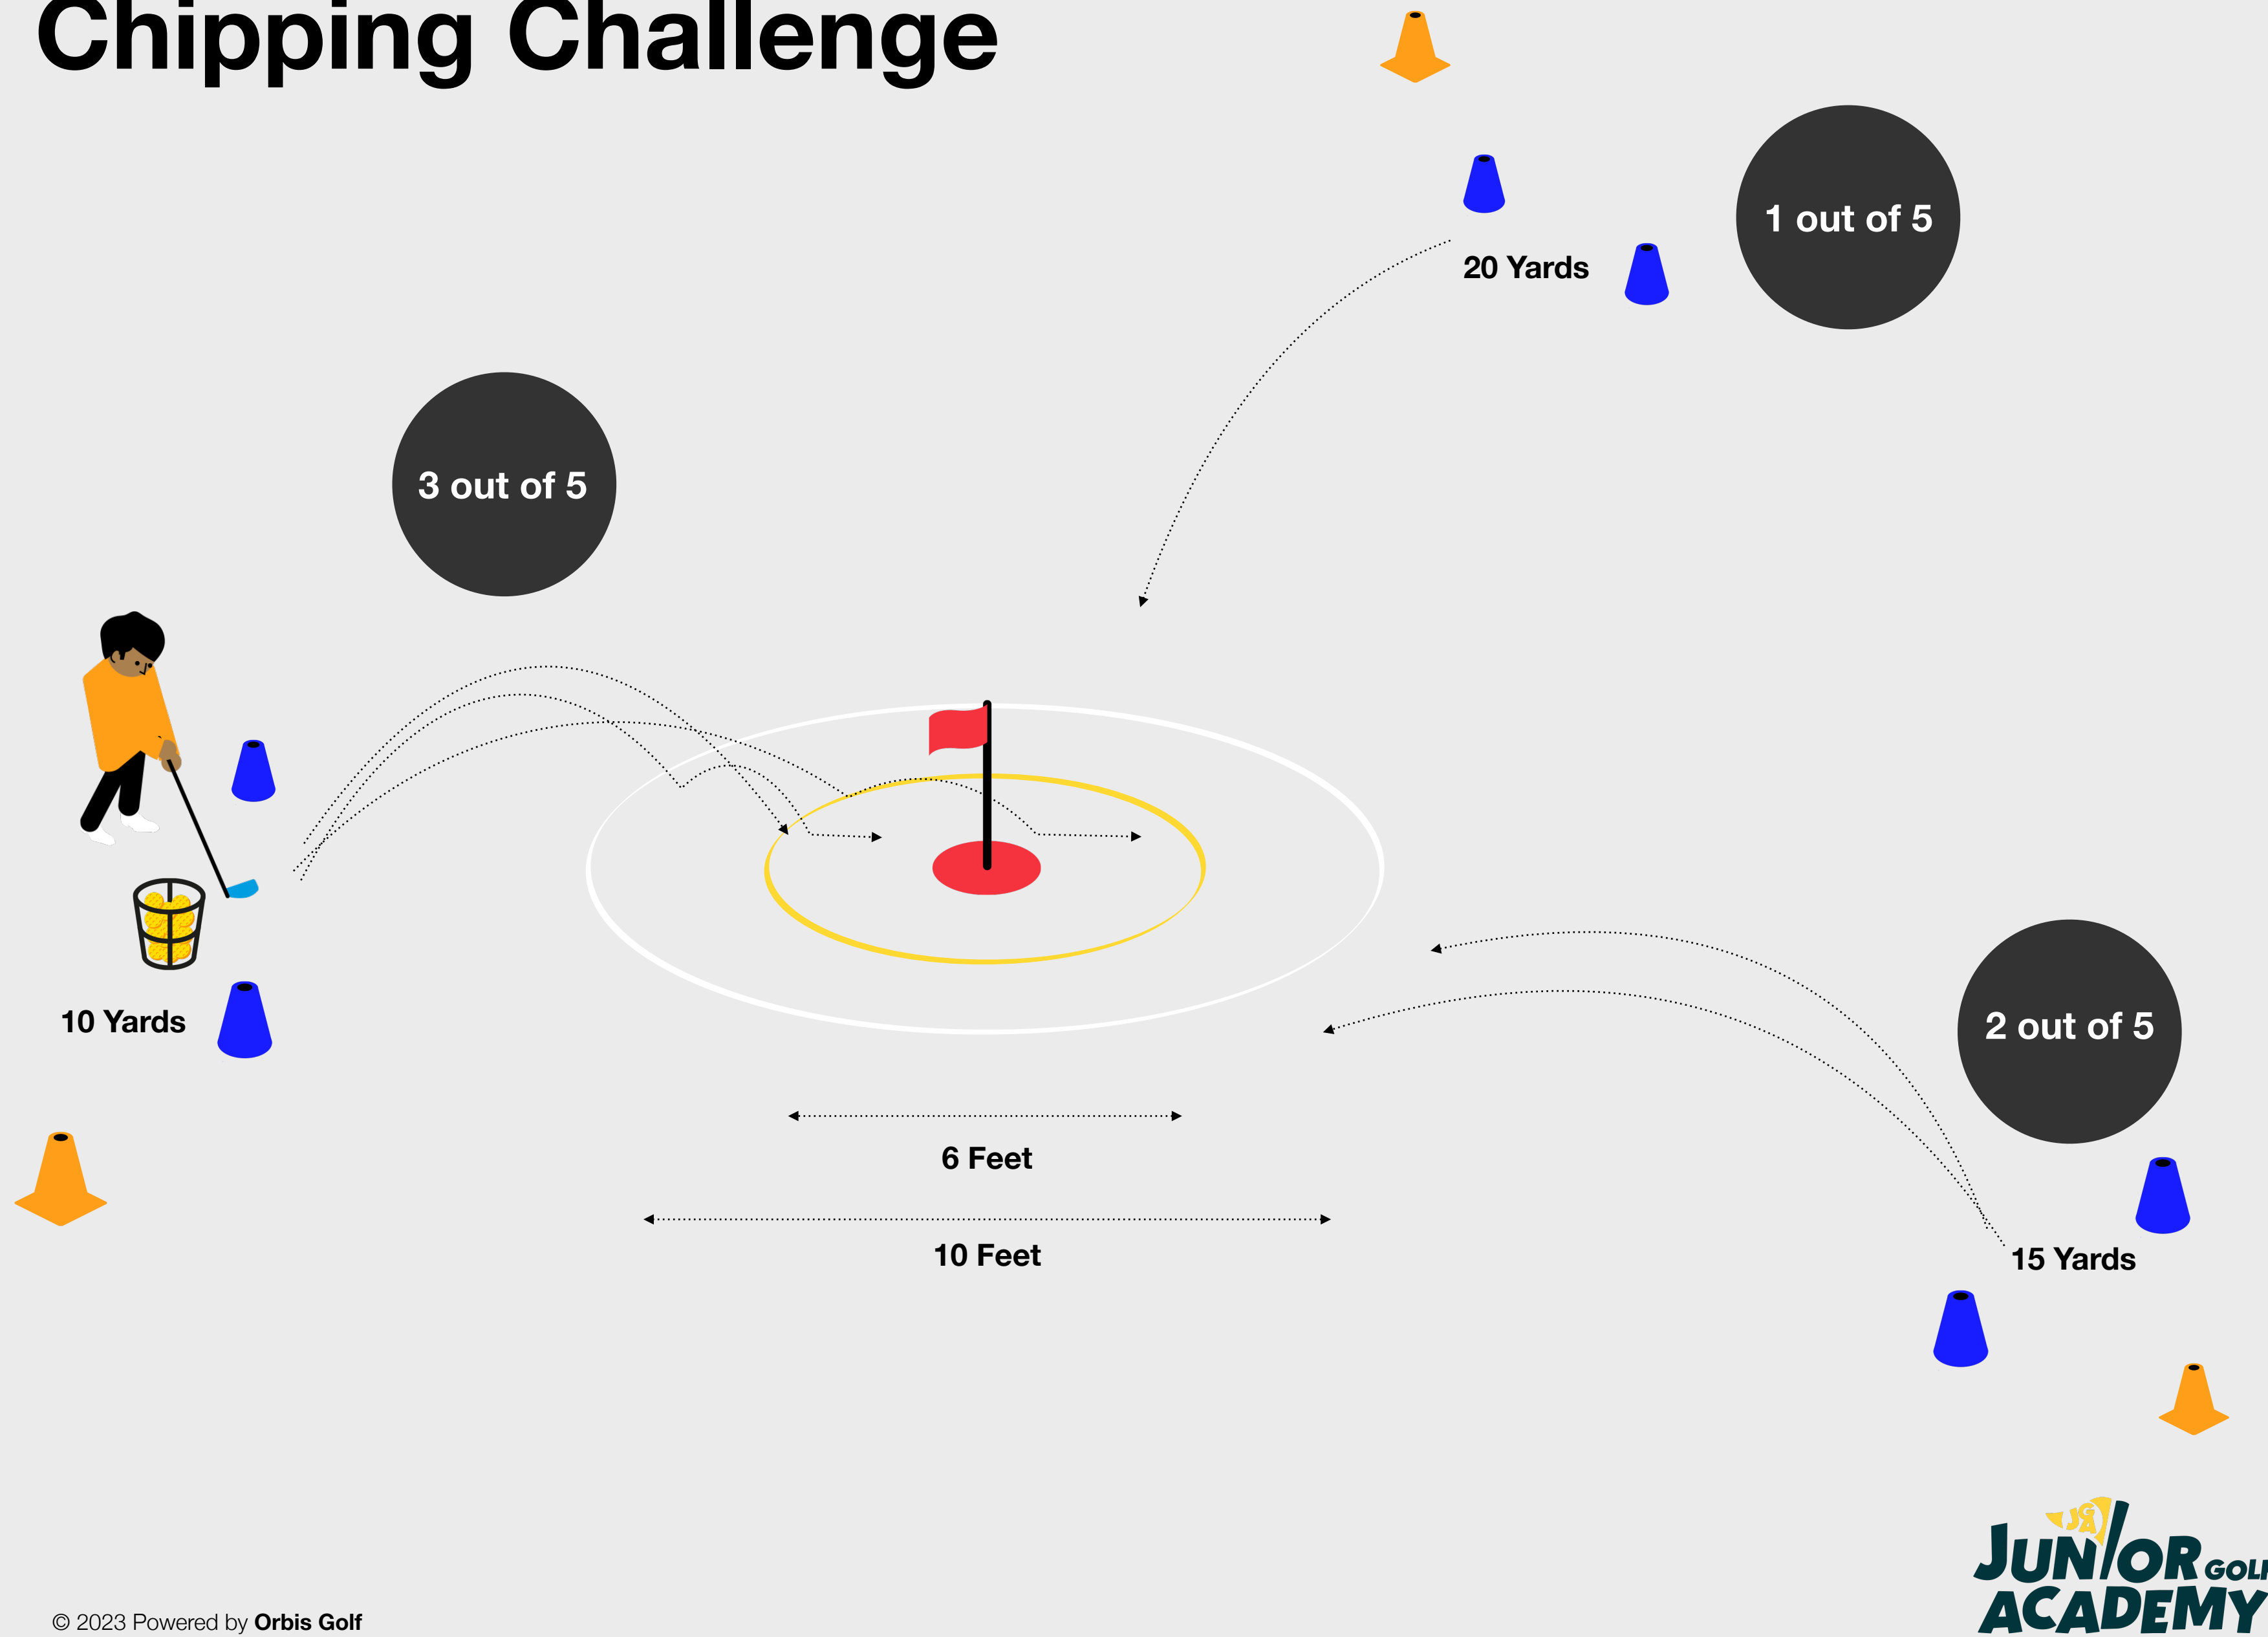 Chipping Challenge
1 out of 5
20 Yards
3 out of 5
10 Yards
2 out of 5
6 Feet
10 Feet
15 Yards
JGA
JUNIOR GOLF
ACADEMY
© 2023 Powered by Orbis Golf